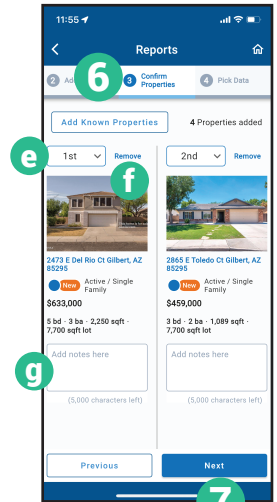 11:55
Reports
6
2 Ad
3 Confirm Properties
4 Pick Data
Add Known Properties
4 Properties added
e
1st
Remove
2nd
Remove
f
2473 E Del Rio Ct Gilbert, AZ
85295
2865 E Toledo Ct Gilbert, AZ
85295
New
Active / Single
Family
New
Active / Single
Family
$633,000
$459,000
5 bd · 3 ba · 2,250 sqft ·
7,700 sqft lot
3 bd · 2 ba · 1,089 sqft ·
7,700 sqft lot
g
Add notes here
Add notes here
(5,000 characters left)
(5,000 characters left)
Previous
Next
7